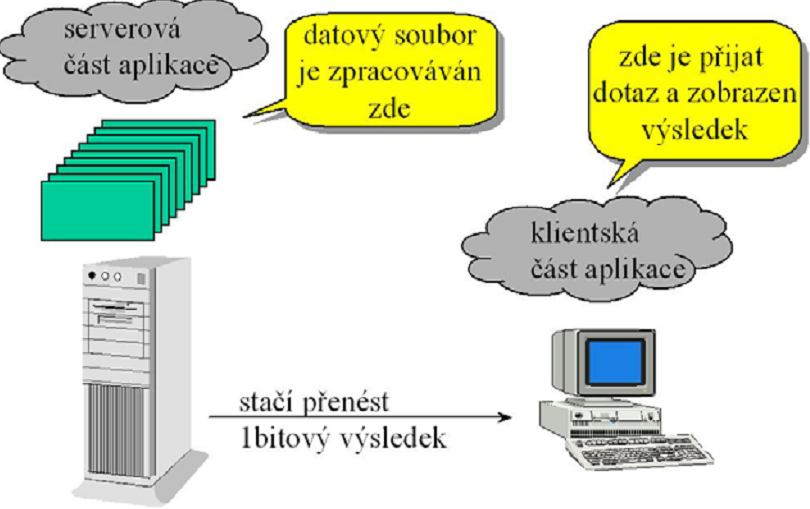 serverová
část aplikace
datový soubor
je zpracováván
zde
zde je přijat
dotaz a zobrazen
výsledek
klientská
část aplikace
stačí přenést
1bitový výsledek